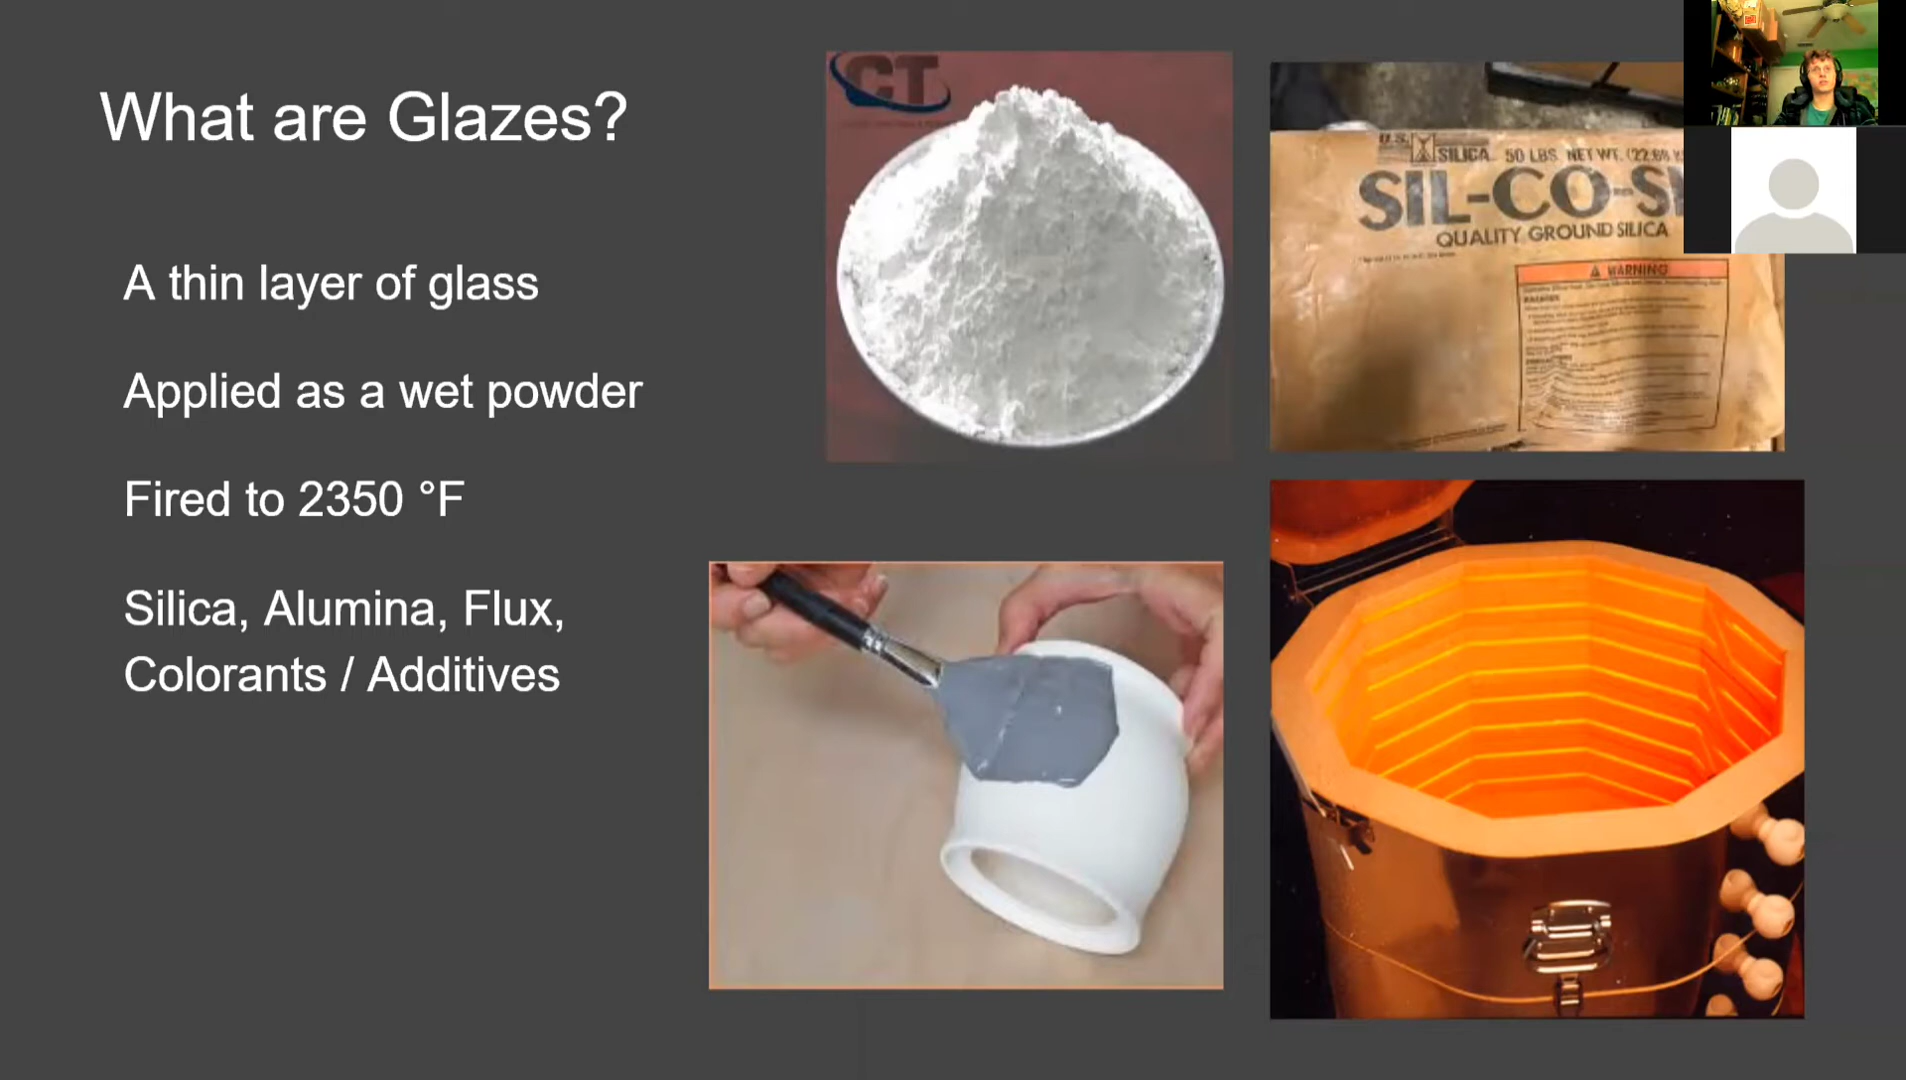 What are Glazes?
A thin layer of glass
Applied as a wet powder
Fired to 2350 °F
Silica, Alumina, Flux,
Colorants / Additives
CT
U.S. SILICA 50 LBS. NET WT.
SIL-CO-SI
QUALITY GROUND SILICA
WARNING